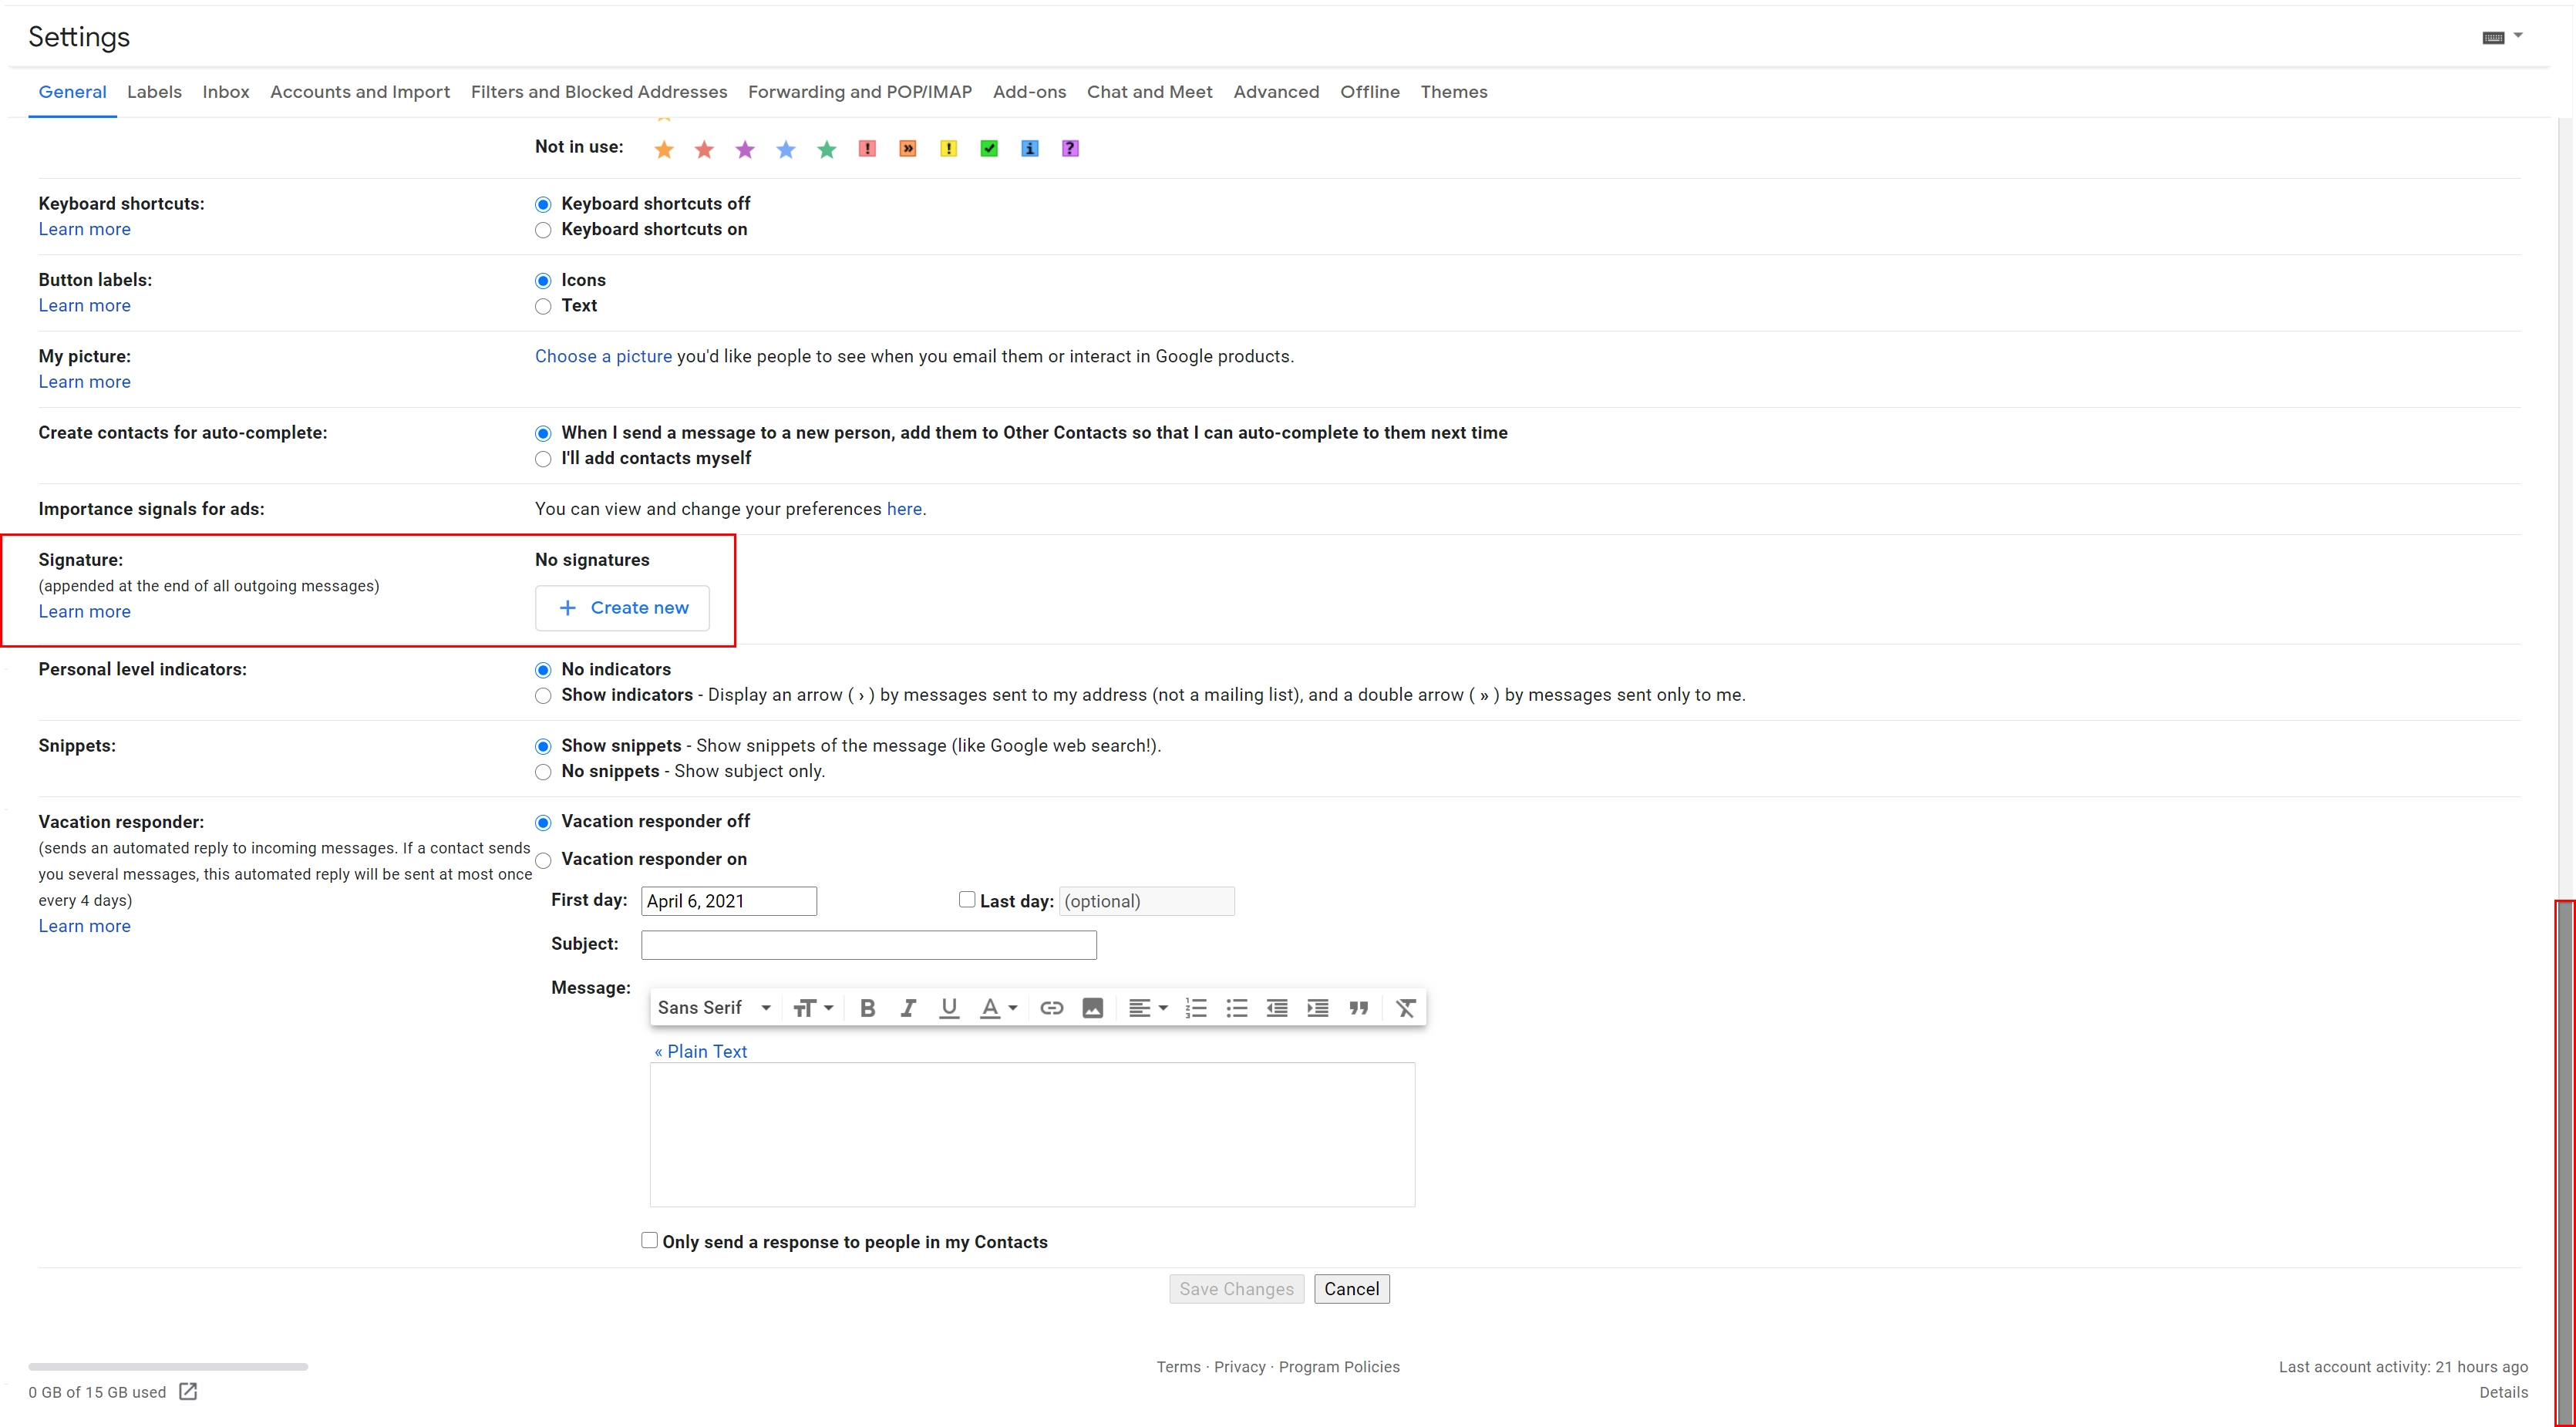 Settings
General Labels Inbox Accounts and Import Filters and Blocked Addresses Forwarding and POP/IMAP Add-ons Chat and Meet Advanced Offline Themes
Not in use:
Keyboard shortcuts:
Learn more
Keyboard shortcuts off
Keyboard shortcuts on
Button labels:
Learn more
Icons
Text
My picture:
Learn more
Choose a picture you'd like people to see when you email them or interact in Google products.
Create contacts for auto-complete:
When I send a message to a new person, add them to Other Contacts so that I can auto-complete to them next time
I'll add contacts myself
Importance signals for ads:
You can view and change your preferences here.
Signature:
(appended at the end of all outgoing messages)
Learn more
No signatures
+ Create new
Personal level indicators:
No indicators
Show indicators - Display an arrow ( › ) by messages sent to my address (not a mailing list), and a double arrow ( » ) by messages sent only to me.
Snippets:
Show snippets - Show snippets of the message (like Google web search!).
No snippets - Show subject only.
Vacation responder:
(sends an automated reply to incoming messages. If a contact sends
you several messages, this automated reply will be sent at most once
every 4 days)
Learn more
Vacation responder off
Vacation responder on
First day: April 6, 2021 Last day: (optional)
Subject:
Message:
Sans Serif
« Plain Text
Only send a response to people in my Contacts
Save Changes Cancel
0 GB of 15 GB used
Terms · Privacy · Program Policies
Last account activity: 21 hours ago
Details